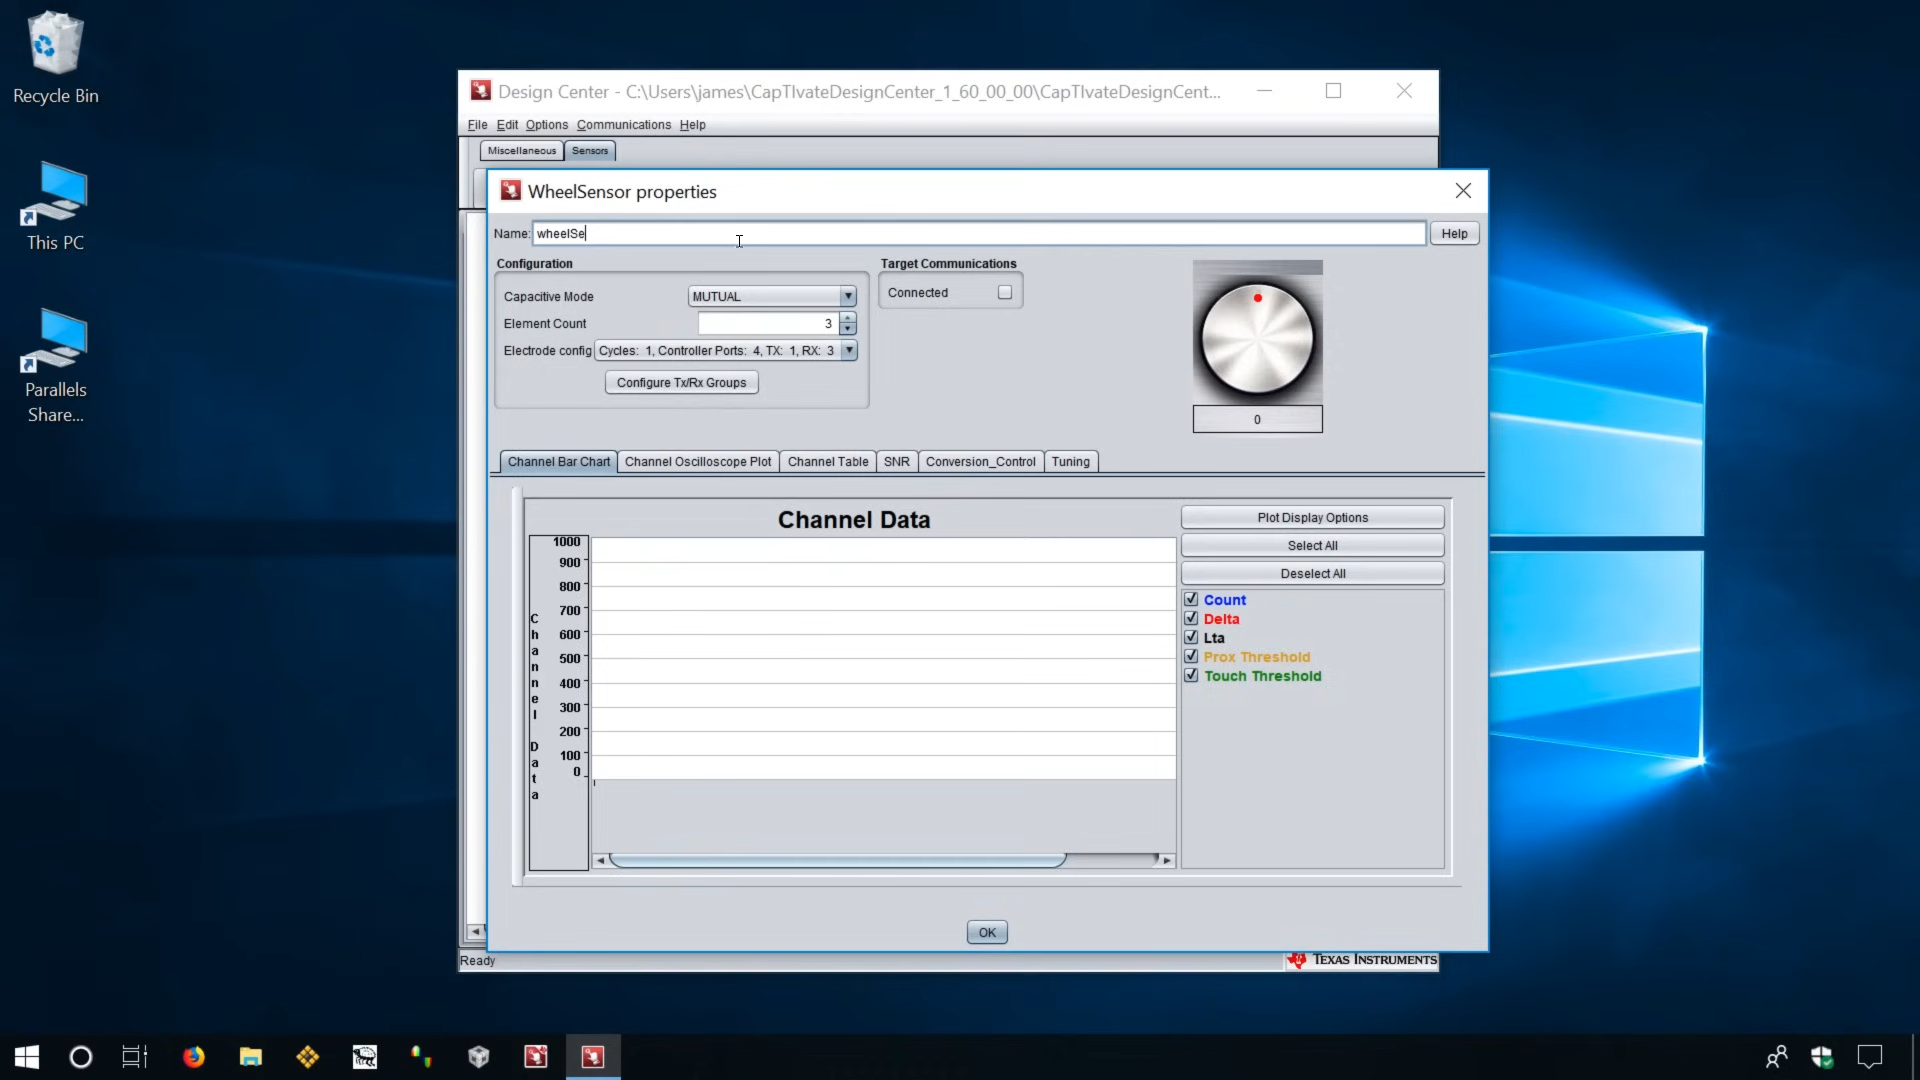 Recycle Bin
This PC
Parallels
Share...
Design Center - C:\Users\james\CapTIvateDesignCenter_1_60_00_00\CapTIvateDesignCent...
File Edit Options Communications Help
Miscellaneous Sensors
WheelSensor properties
Name: wheelSe Help
Configuration
Target Communications
Capacitive Mode MUTUAL
Connected
Element Count 3
Electrode config Cycles: 1, Controller Ports: 4, TX: 1, RX: 3
Configure Tx/Rx Groups
0
Channel Bar Chart Channel Oscilloscope Plot Channel Table SNR Conversion_Control Tuning
Channel Data
Channel Data
1000
900
800
700
600
500
400
300
200
100
0
Plot Display Options
Select All
Deselect All
Count
Delta
Lta
Prox Threshold
Touch Threshold
OK
Ready
TEXAS INSTRUMENTS